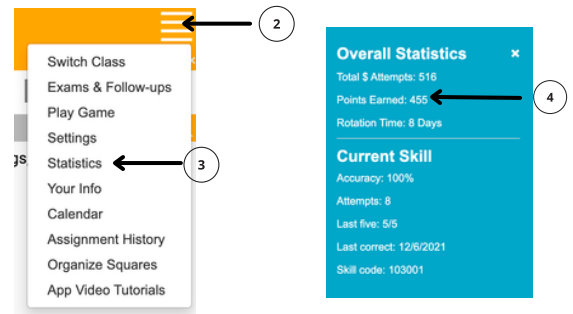 2
Switch Class
Exams & Follow-ups
Play Game
Settings
Statistics
3
Your Info
Calendar
Assignment History
Organize Squares
App Video Tutorials
Overall Statistics ×
Total $ Attempts: 516
Points Earned: 455
4
Rotation Time: 8 Days
Current Skill
Accuracy: 100%
Attempts: 8
Last five: 5/5
Last correct: 12/6/2021
Skill code: 103001